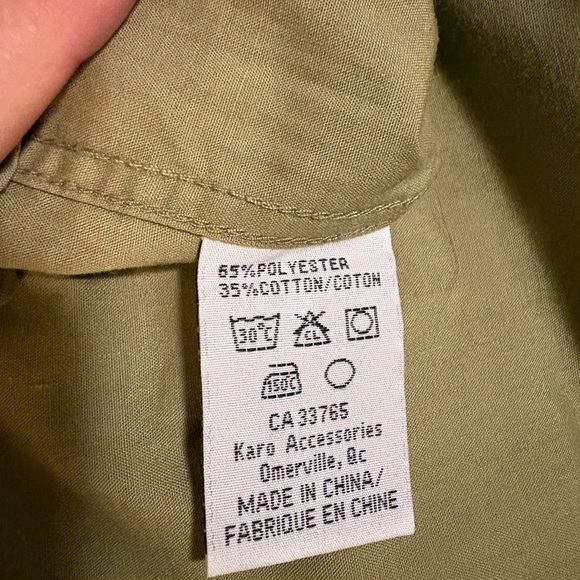 65%POLYESTER
35%COTTON/COTON
30°C CL
150C
CA 33765
Karo Accessories
Omerville, Qc
MADE IN CHINA/
FABRIQUE EN CHINE